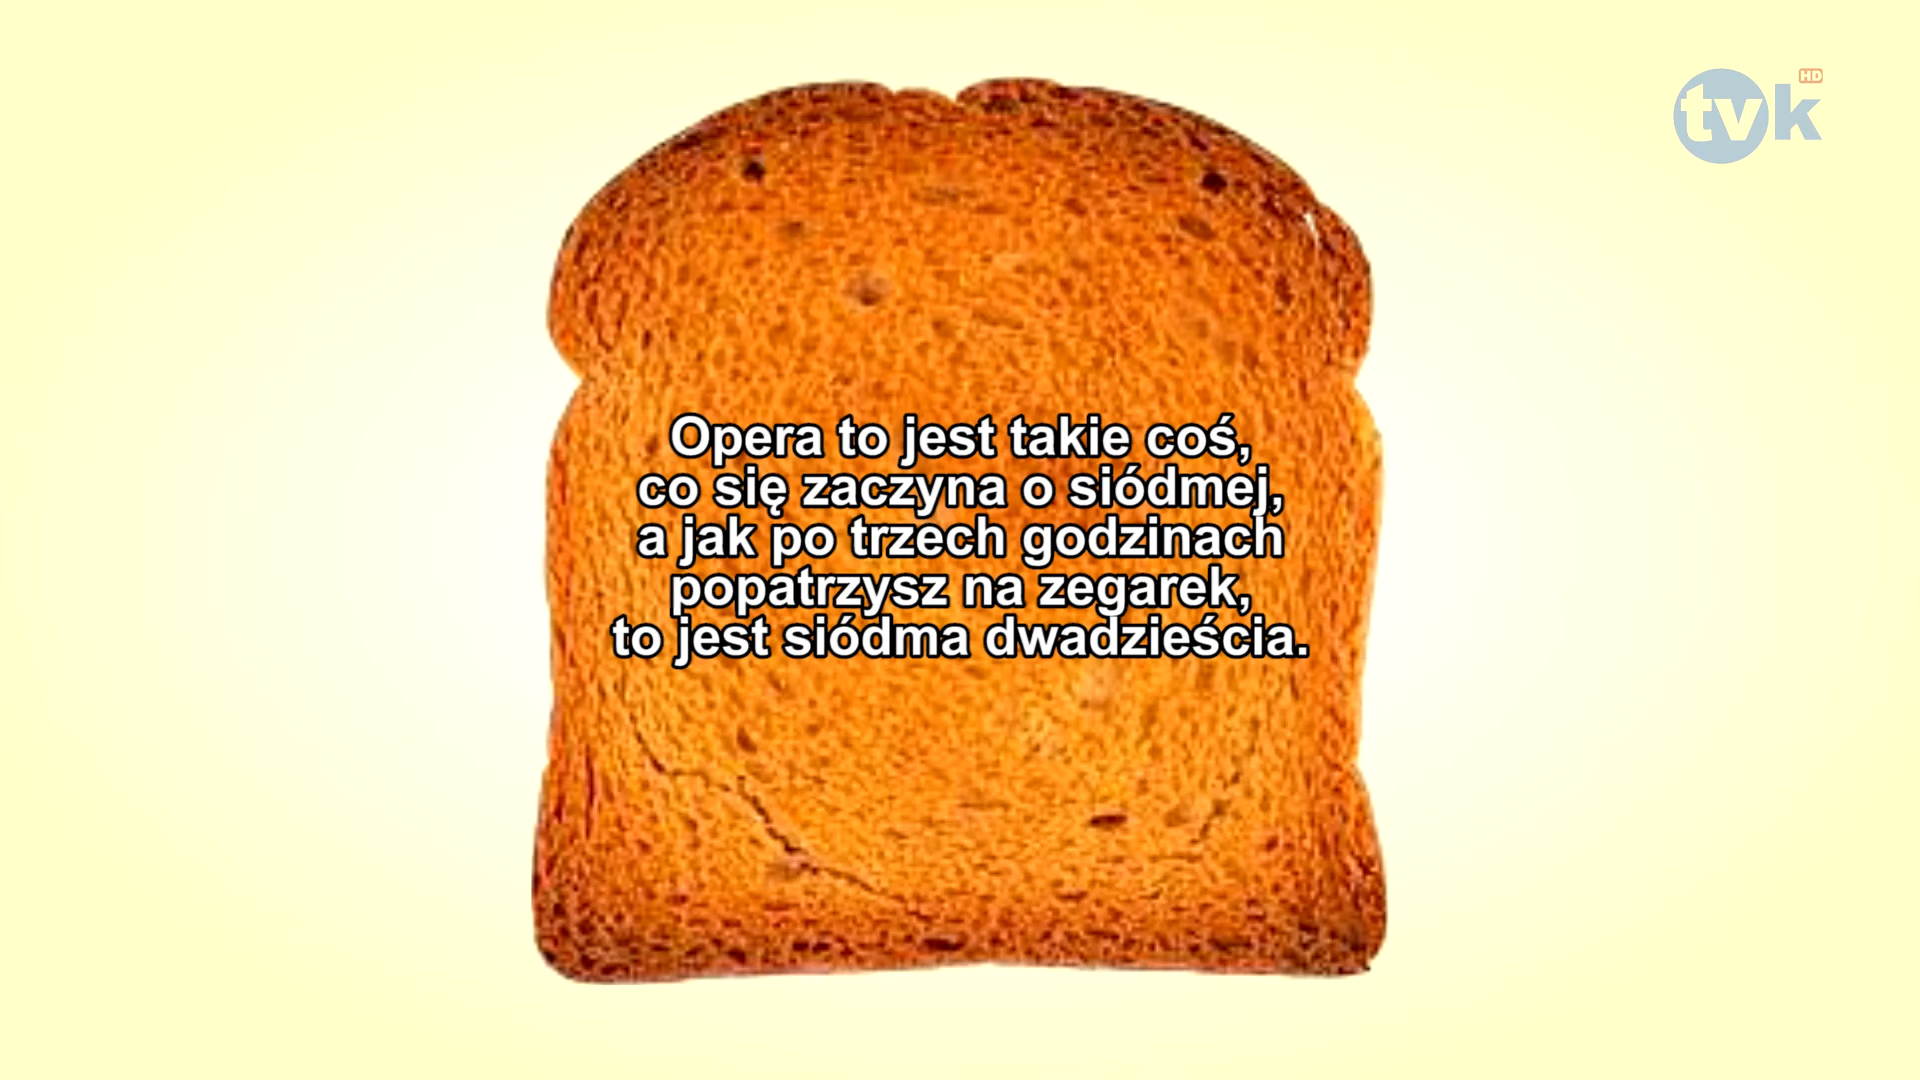 tvk HD
Opera to jest takie coś,
co się zaczyna o siódmej,
a jak po trzech godzinach
popatrzysz na zegarek,
to jest siódma dwadzieścia.